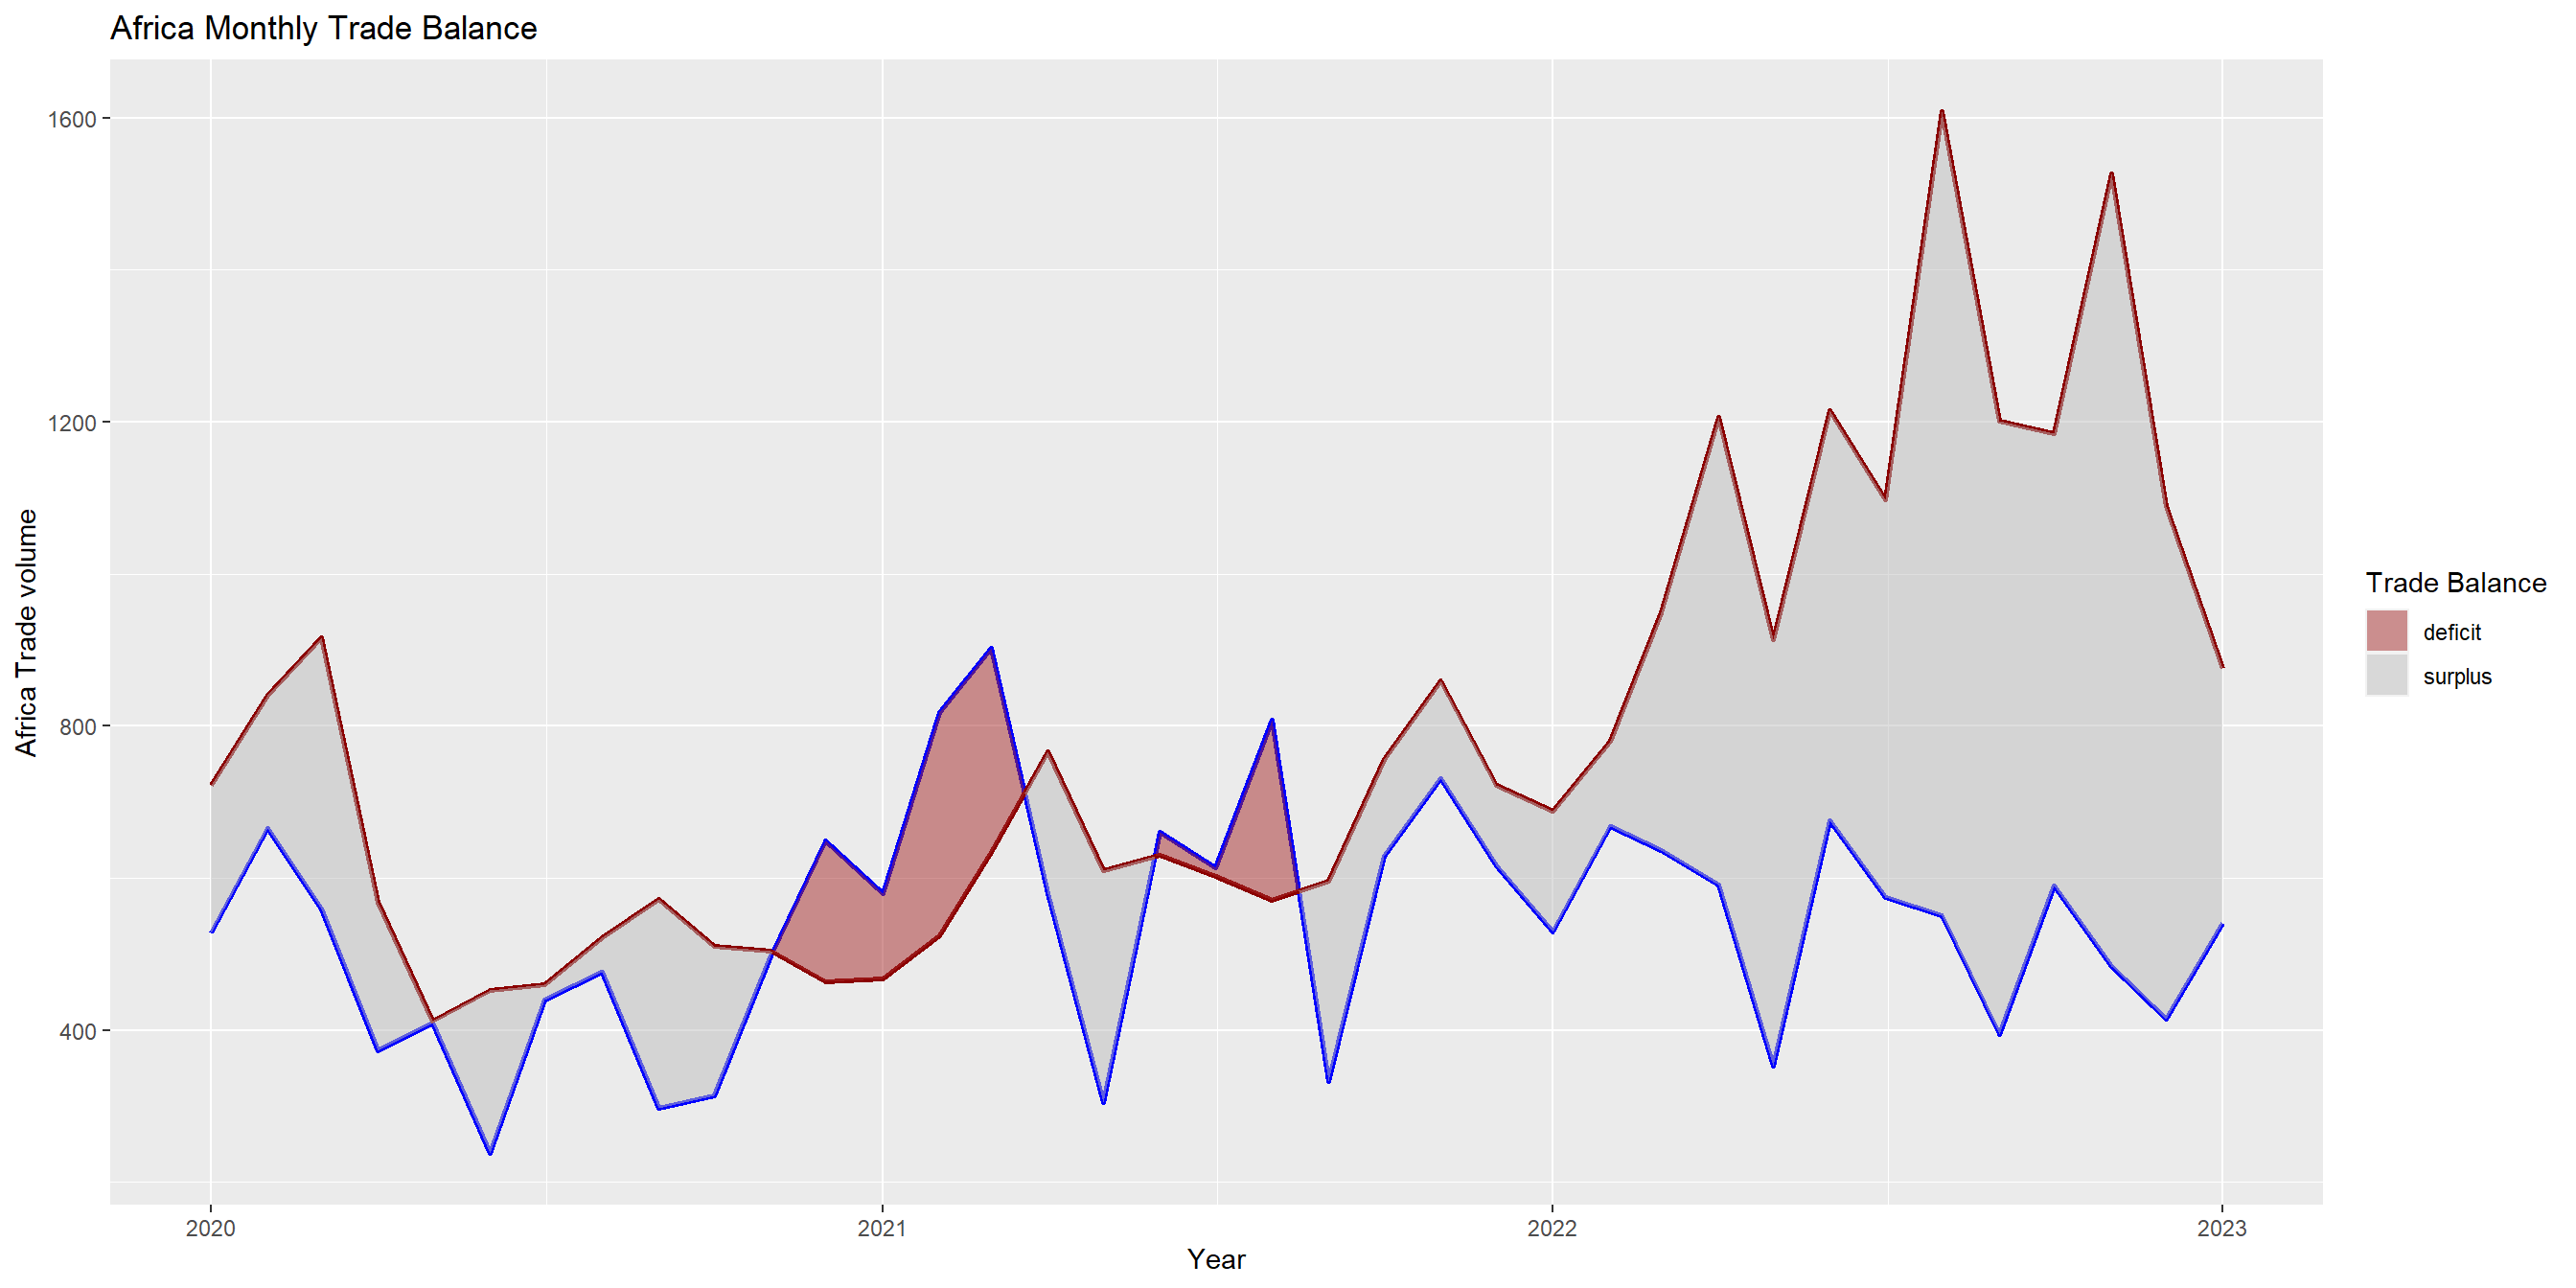 Africa Monthly Trade Balance
1600
1200
800
400
Africa Trade volume
2020
2021
2022
2023
Year
Trade Balance
deficit
surplus